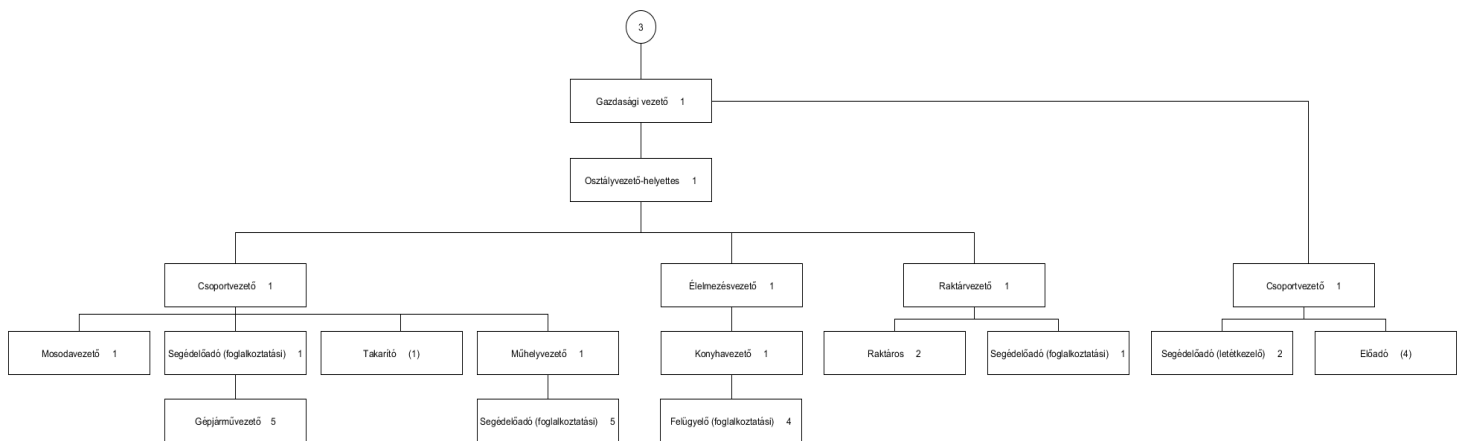 3
Gazdasági vezető 1
Osztályvezető-helyettes 1
Csoportvezető 1
Élelmezésvezető 1
Raktárvezető 1
Csoportvezető 1
Mosodavezető 1
Segédelőadó (foglalkoztatási) 1
Takarító (1)
Műhelyvezető 1
Konyhavezető 1
Raktáros 2
Segédelőadó (foglalkoztatási) 1
Segédelőadó (letétkezelő) 2
Előadó (4)
Gépjárművezető 5
Segédelőadó (foglalkoztatási) 5
Felügyelő (foglalkoztatási) 4